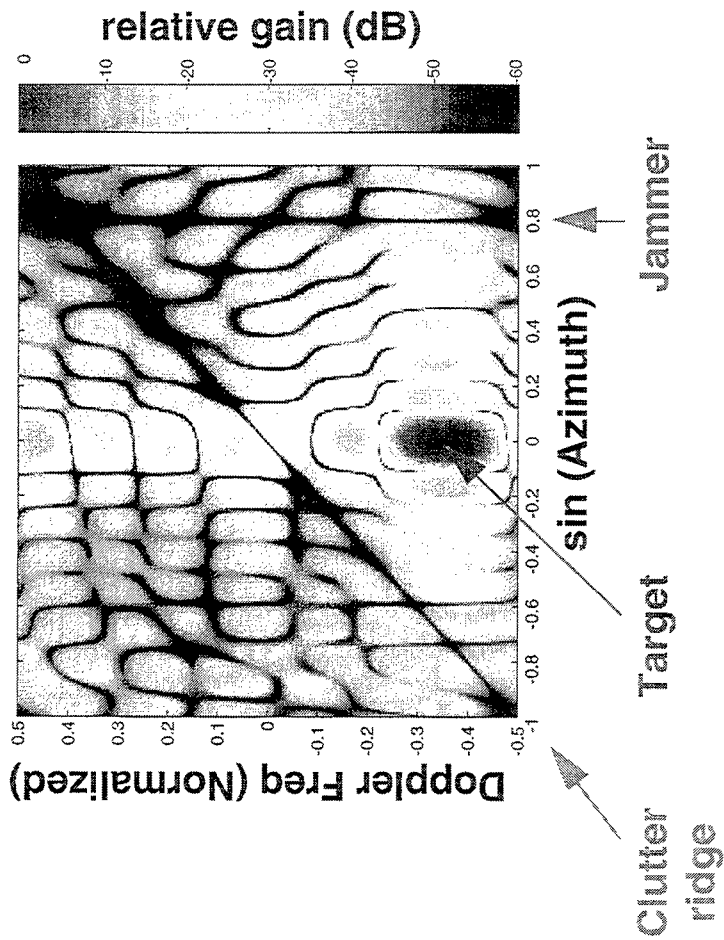 relative gain (dB)
0 -10 -20 -30 -40 -50 -60
Doppler Freq (Normalized)
0.5 0.4 0.3 0.2 0.1 0 -0.1 -0.2 -0.3 -0.4 -0.5
-1 -0.8 -0.6 -0.4 -0.2 0 0.2 0.4 0.6 0.8 1
sin (Azimuth)
Clutter
ridge
Target
Jammer